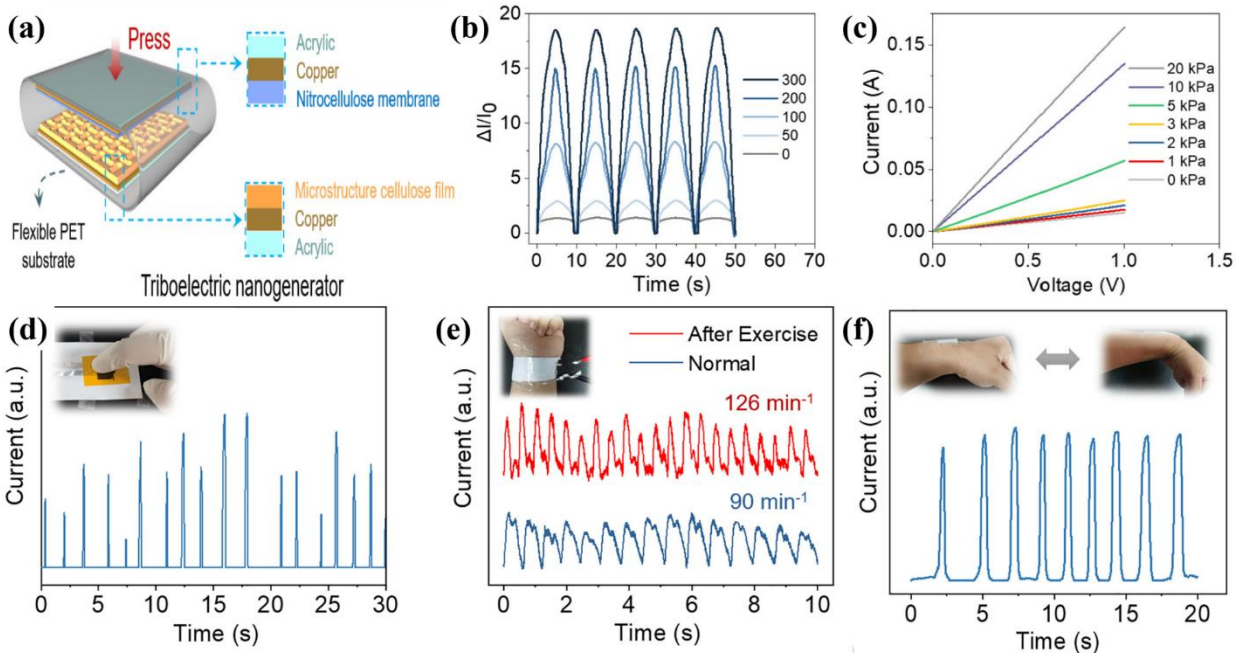 (a)
Press
Acrylic
Copper
Nitrocellulose membrane
Microstructure cellulose film
Copper
Acrylic
Flexible PET
substrate
Triboelectric nanogenerator
(b)
ΔI/I0
20
15
10
5
0
300
200
100
50
0
0 10 20 30 40 50 60 70
Time (s)
(c)
Current (A)
0.15
0.10
0.05
0.00
20 kPa
10 kPa
5 kPa
3 kPa
2 kPa
1 kPa
0 kPa
0.0 0.5 1.0 1.5
Voltage (V)
(d)
Current (a.u.)
0 5 10 15 20 25 30
Time (s)
(e)
After Exercise
Normal
126 min-1
90 min-1
Current (a.u.)
0 2 4 6 8 10
Time (s)
(f)
Current (a.u.)
0 5 10 15 20
Time (s)